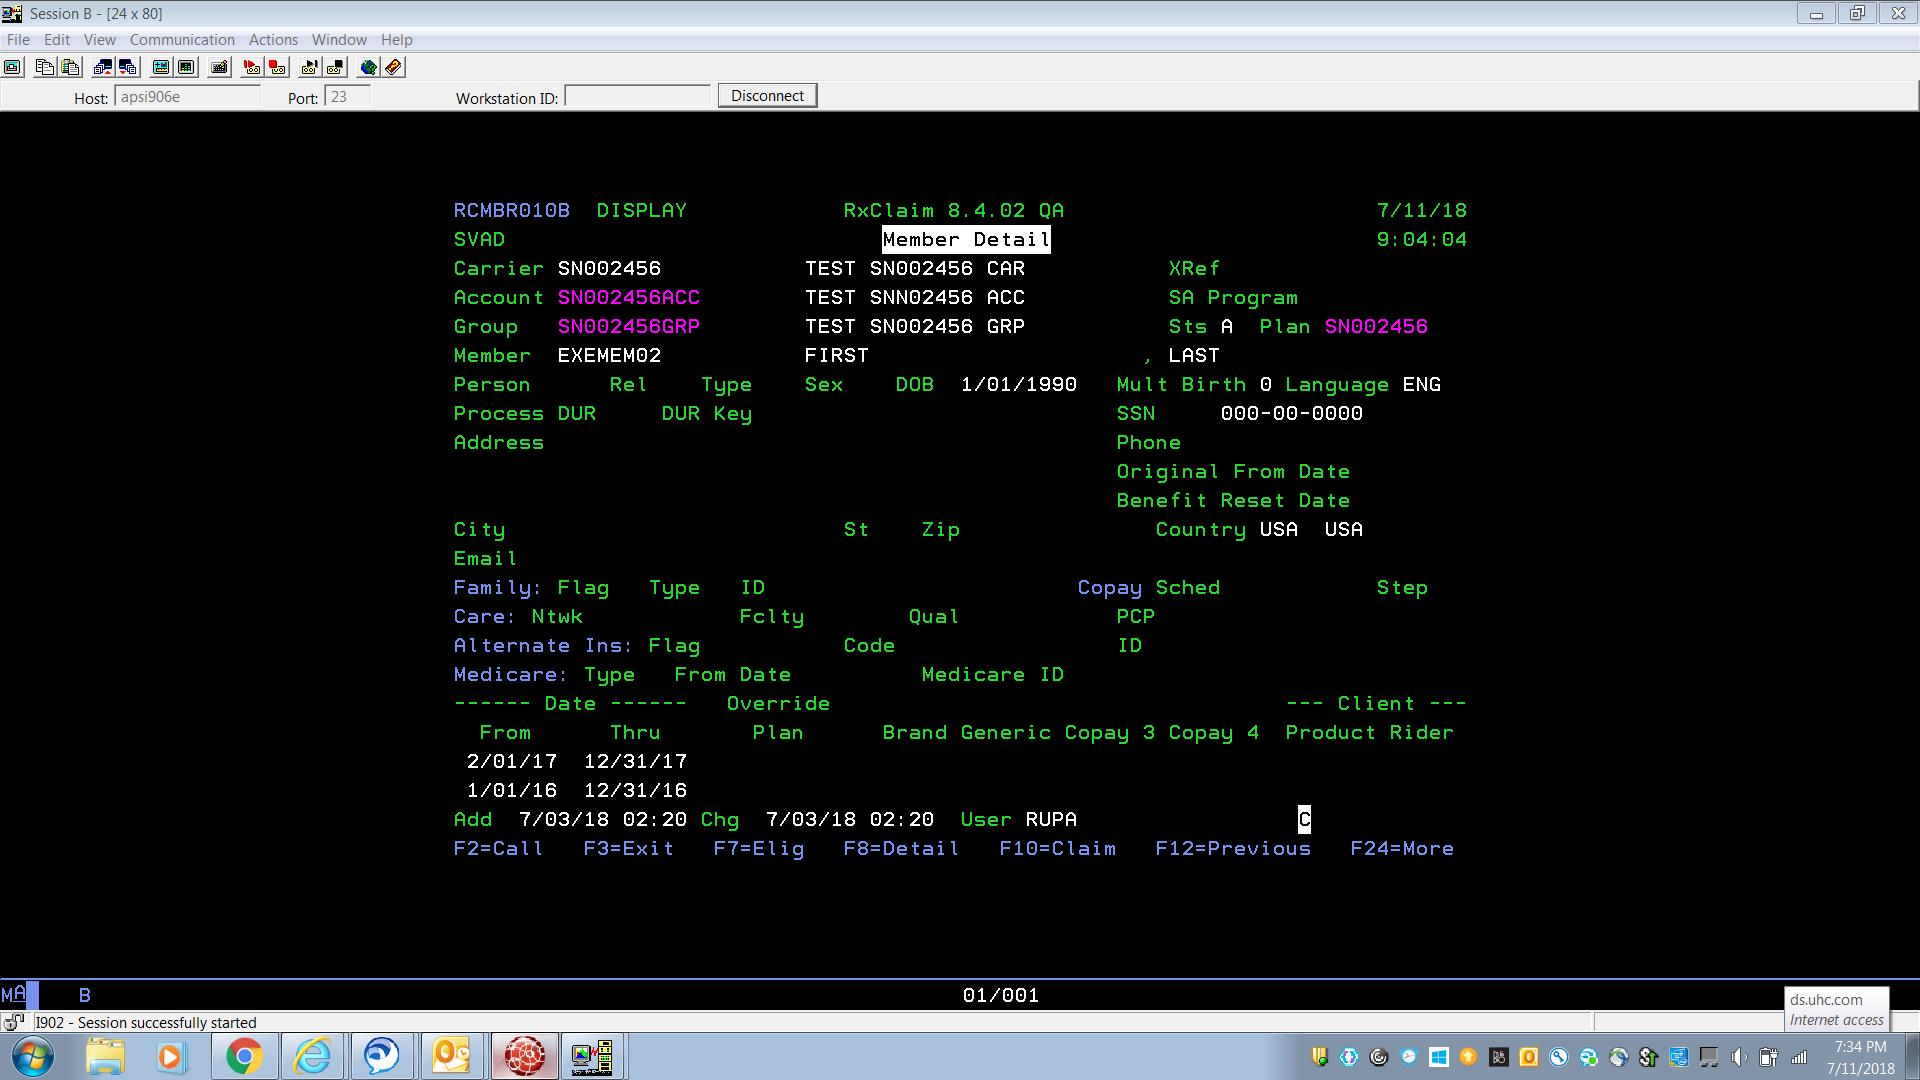 Session B - [24 x 80]
File Edit View Communication Actions Window Help
Host: apsi906e Port: 23 Workstation ID: Disconnect
RCMBR010B DISPLAY RxClaim 8.4.02 QA 7/11/18
SVAD Member Detail 9:04:04
Carrier SN002456 TEST SN002456 CAR XRef
Account SN002456ACC TEST SNN02456 ACC SA Program
Group SN002456GRP TEST SN002456 GRP Sts A Plan SN002456
Member EXEMEM02 FIRST , LAST
Person Rel Type Sex DOB 1/01/1990 Mult Birth 0 Language ENG
Process DUR DUR Key SSN 000-00-0000
Address Phone
Original From Date
Benefit Reset Date
City St Zip Country USA USA
Email
Family: Flag Type ID Copay Sched Step
Care: Ntwk Fclty Qual PCP
Alternate Ins: Flag Code ID
Medicare: Type From Date Medicare ID
------ Date ------ Override --- Client ---
From Thru Plan Brand Generic Copay 3 Copay 4 Product Rider
2/01/17 12/31/17
1/01/16 12/31/16
Add 7/03/18 02:20 Chg 7/03/18 02:20 User RUPA C
F2=Call F3=Exit F7=Elig F8=Detail F10=Claim F12=Previous F24=More
MA B 01/001
I902 - Session successfully started
ds.uhc.com
Internet access
7:34 PM
7/11/2018